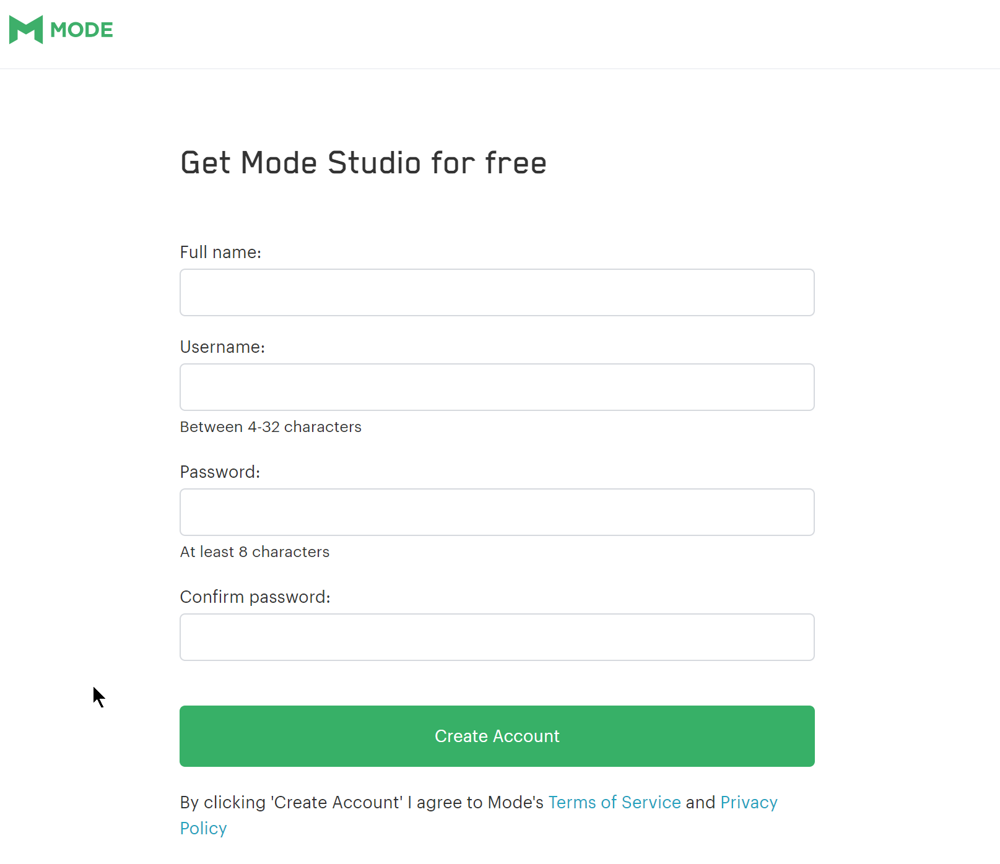 MODE
Get Mode Studio for free
Full name:
Username:
Between 4-32 characters
Password:
At least 8 characters
Confirm password:
Create Account
By clicking 'Create Account' I agree to Mode's Terms of Service and Privacy
Policy